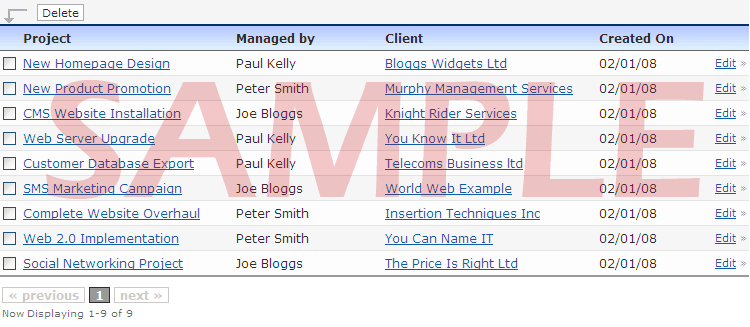 Delete
Project Managed by Client Created On
New Homepage Design Paul Kelly Bloggs Widgets Ltd 02/01/08 Edit »
New Product Promotion Peter Smith Murphy Management Services 02/01/08 Edit »
CMS Website Installation Joe Bloggs Knight Rider Services 02/01/08 Edit »
Web Server Upgrade Paul Kelly You Know It Ltd 02/01/08 Edit »
Customer Database Export Paul Kelly Telecoms Business ltd 02/01/08 Edit »
SMS Marketing Campaign Joe Bloggs World Web Example 02/01/08 Edit »
Complete Website Overhaul Peter Smith Insertion Techniques Inc 02/01/08 Edit »
Web 2.0 Implementation Peter Smith You Can Name IT 02/01/08 Edit »
Social Networking Project Joe Bloggs The Price Is Right Ltd 02/01/08 Edit »
SAMPLE
« previous 1 next »
Now Displaying 1-9 of 9